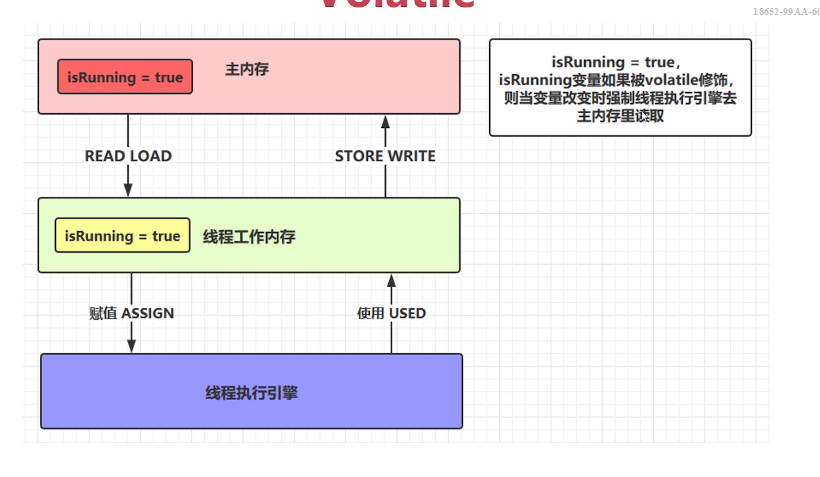 Volatile
18652-99AA-60
isRunning = true
主内存
isRunning = true，
isRunning变量如果被volatile修饰，
则当变量改变时强制线程执行引擎去
主内存里读取
READ LOAD
STORE WRITE
isRunning = true
线程工作内存
赋值 ASSIGN
使用 USED
线程执行引擎